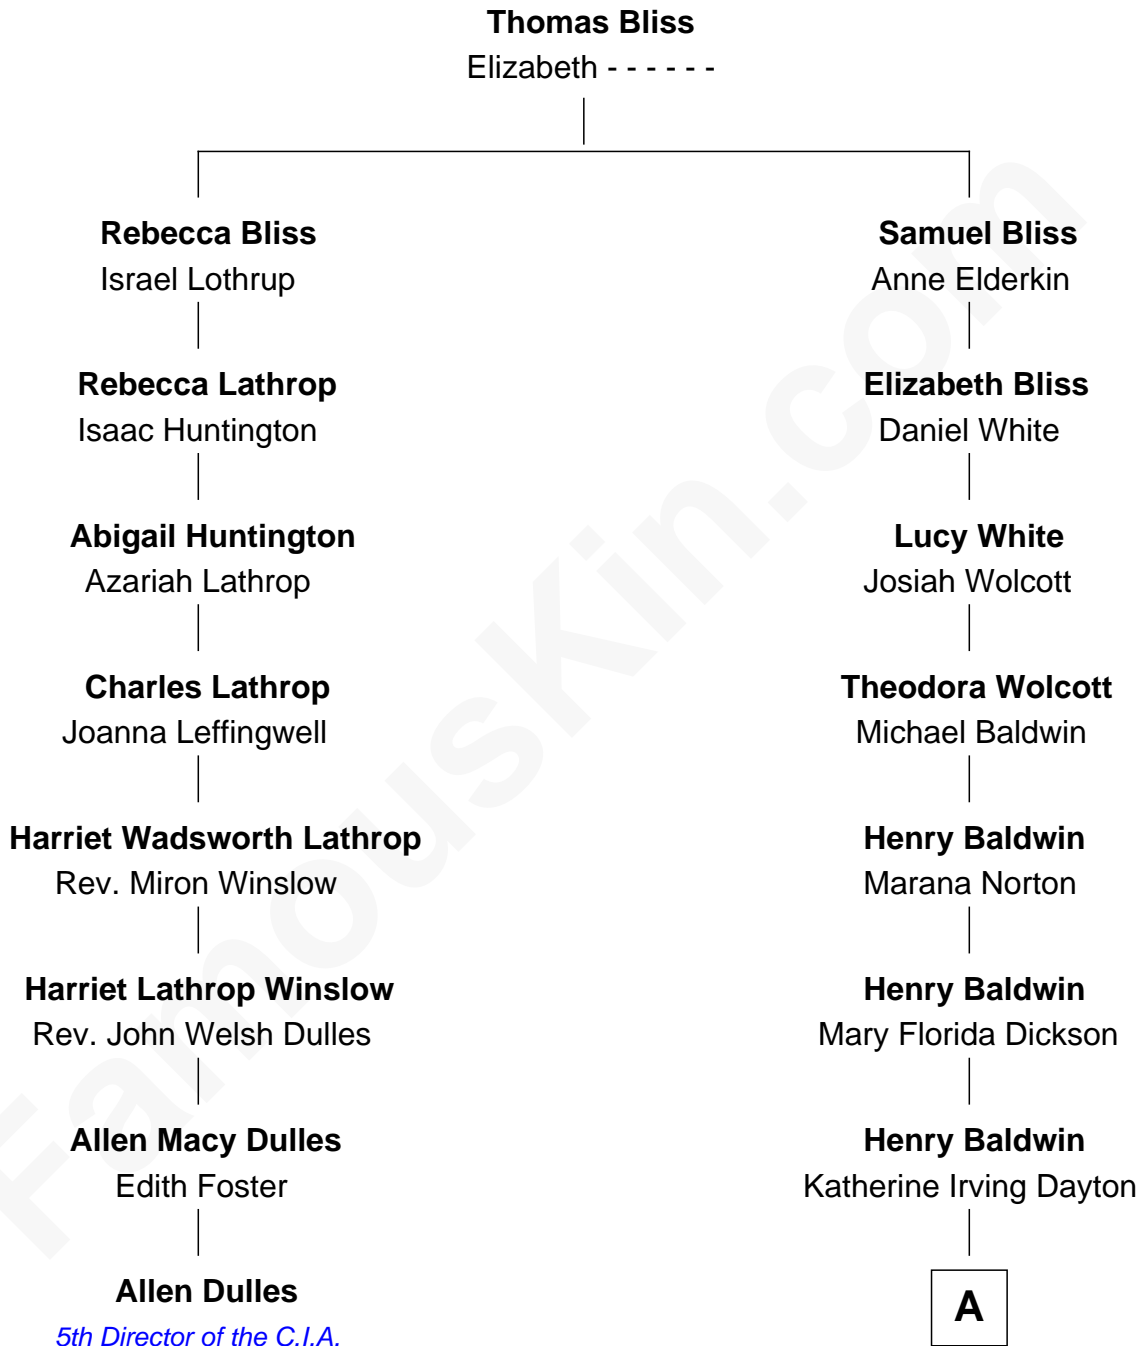 Thomas Bliss
Elizabeth - - - - - -
Rebecca Bliss
Israel Lothrup
Samuel Bliss
Anne Elderkin
Rebecca Lathrop
Isaac Huntington
Elizabeth Bliss
Daniel White
Abigail Huntington
Azariah Lathrop
Lucy White
Josiah Wolcott
Charles Lathrop
Joanna Leffingwell
Theodora Wolcott
Michael Baldwin
Harriet Wadsworth Lathrop
Rev. Miron Winslow
Henry Baldwin
Marana Norton
Harriet Lathrop Winslow
Rev. John Welsh Dulles
Henry Baldwin
Mary Florida Dickson
Allen Macy Dulles
Edith Foster
Henry Baldwin
Katherine Irving Dayton
Allen Dulles
5th Director of the C.I.A.
A
FamousKin.com